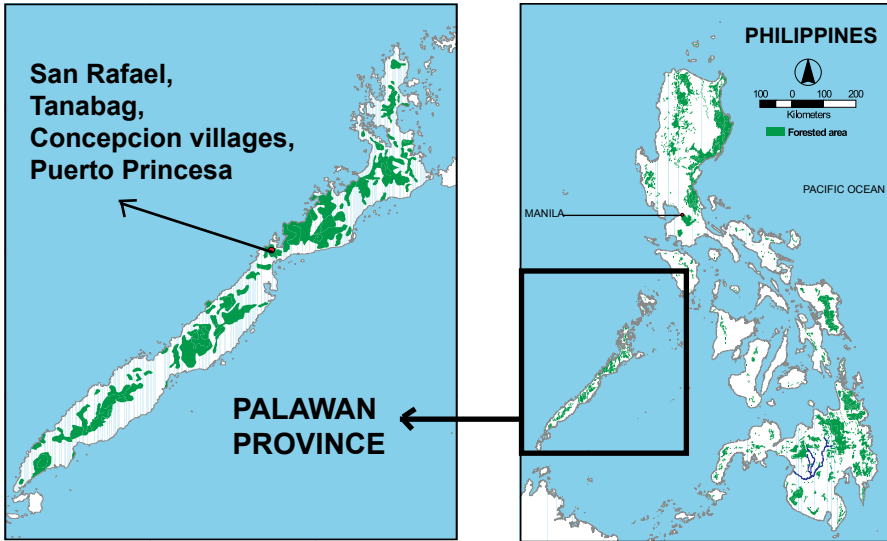 San Rafael,
Tanabag,
Concepcion villages,
Puerto Princesa
PALAWAN
PROVINCE
PHILIPPINES
100 0 100 200
Kilometers
Forested area
PACIFIC OCEAN
MANILA